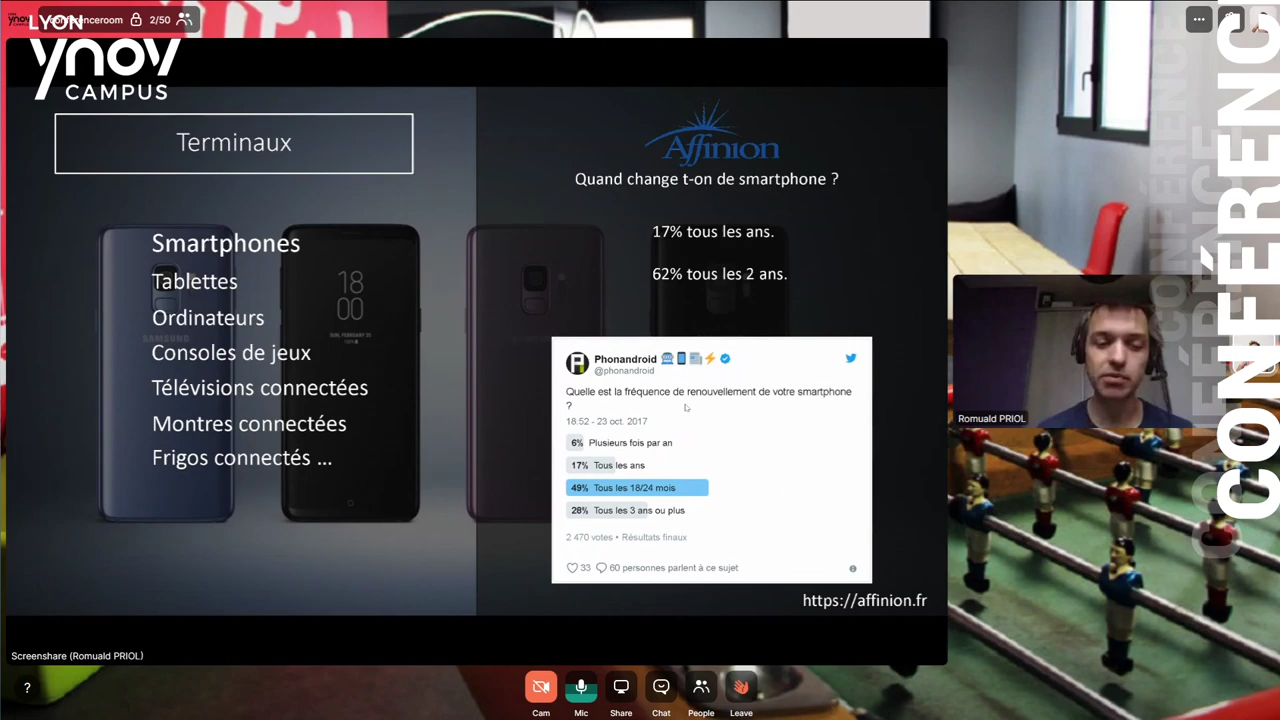 LYON
conferenceroom
2/50
ynov
CAMPUS
Terminaux
Smartphones
Tablettes
Ordinateurs
Consoles de jeux
Télévisions connectées
Montres connectées
Frigos connectés ...
SAMSUNG
18
00
Affinion
Quand change t-on de smartphone ?
17% tous les ans.
62% tous les 2 ans.
Phonandroid
@phonandroid
Quelle est la fréquence de renouvellement de votre smartphone
?
18:52 - 23 oct. 2017
6% Plusieurs fois par an
17% Tous les ans
49% Tous les 18/24 mois
28% Tous les 3 ans ou plus
2 470 votes • Résultats finaux
33 60 personnes parlent à ce sujet
https://affinion.fr
Screenshare (Romuald PRIOL)
Romuald PRIOL
CONFÉRENC
CONFÉRENCE
CONFÉRENCE
?
Cam
Mic
Share
Chat
People
Leave